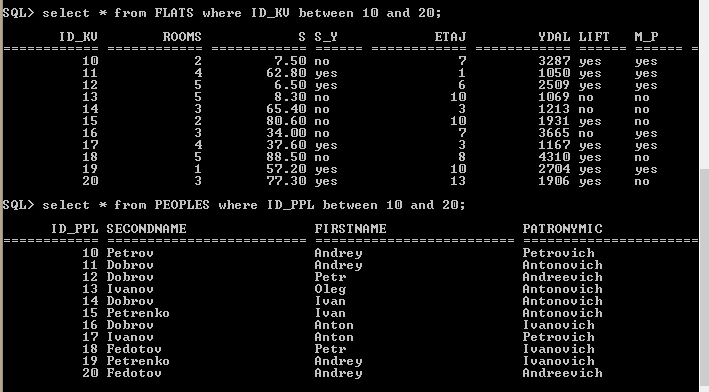 SQL> select * from FLATS where ID_KV between 10 and 20;
ID_KV ROOMS S S_Y ETAJ YDAL LIFT M_P
============ ============ ===================== ====== ============ ============ ====== ====== =
10 2 7.50 no 7 3287 yes yes
11 4 62.80 yes 1 1050 yes yes
12 5 6.50 yes 6 2509 yes yes
13 5 8.30 no 10 1069 no no
14 3 65.40 no 3 1213 no no
15 2 80.60 no 10 1931 yes no
16 3 34.00 no 7 3665 no yes
17 4 37.60 yes 3 1167 yes yes
18 5 88.50 no 8 4310 yes no
19 1 57.20 yes 10 2704 yes yes
20 3 77.30 yes 13 1906 yes no
SQL> select * from PEOPLES where ID_PPL between 10 and 20;
ID_PPL SECONDNAME FIRSTNAME PATRONYMIC
============ ========================= ========================= =========================
10 Petrov Andrey Petrovich
11 Dobrov Andrey Antonovich
12 Dobrov Petr Andreevich
13 Ivanov Oleg Antonovich
14 Dobrov Ivan Antonovich
15 Petrenko Ivan Antonovich
16 Dobrov Anton Ivanovich
17 Ivanov Anton Petrovich
18 Fedotov Petr Ivanovich
19 Petrenko Andrey Ivanovich
20 Fedotov Andrey Andreevich